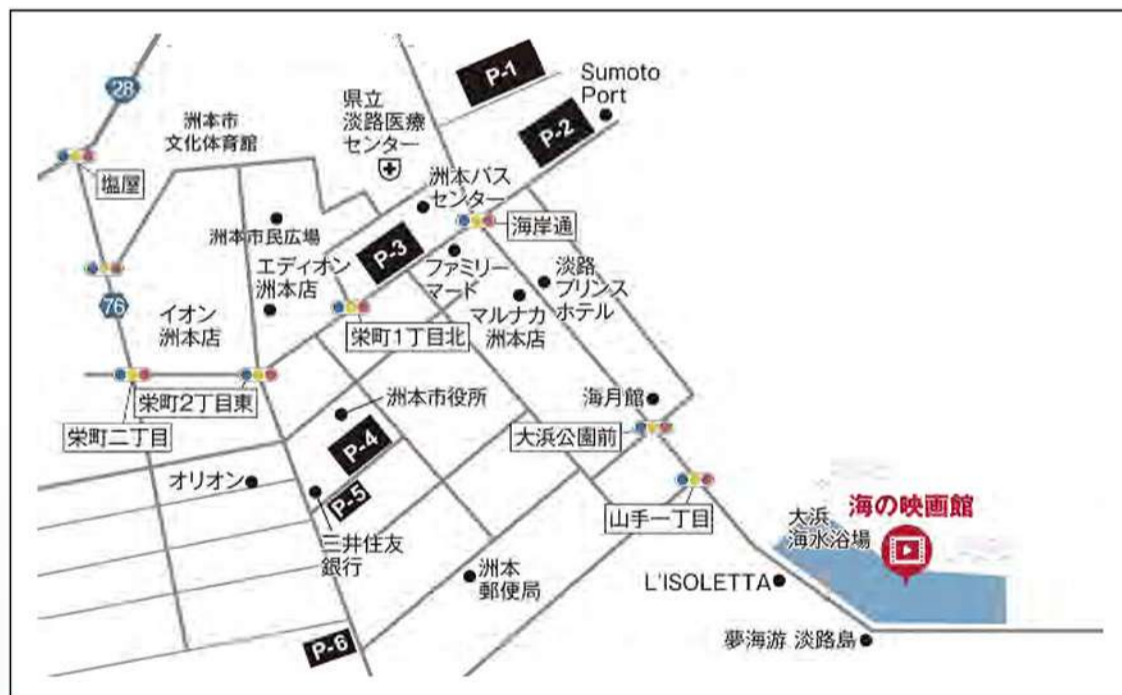 P-1
Sumoto
Port
28
県立
淡路医療
センター
P-2
洲本市
文化体育館
塩屋
洲本バス
センター
海岸通
洲本市民広場
P-3
エディオン
洲本店
ファミリー
マード
淡路
プリンス
ホテル
76
イオン
洲本店
栄町1丁目北
マルナカ
洲本店
栄町2丁目東
洲本市役所
海月館
栄町二丁目
P-4
大浜公園前
オリオン
P-5
山手一丁目
大浜
海水浴場
海の映画館
三井住友
銀行
洲本
郵便局
L'ISOLETTA
夢海游 淡路島
P-6